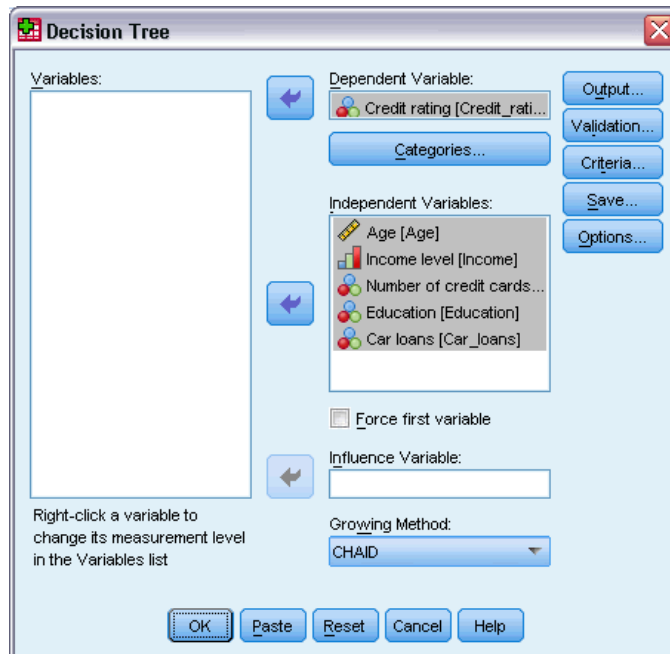 Decision Tree
Variables:
Dependent Variable:
Credit rating [Credit_rati...
Categories...
Independent Variables:
Age [Age]
Income level [Income]
Number of credit cards...
Education [Education]
Car loans [Car_loans]
Force first variable
Influence Variable:
Growing Method:
CHAID
Output...
Validation...
Criteria...
Save...
Options...
Right-click a variable to
change its measurement level
in the Variables list
OK
Paste
Reset
Cancel
Help